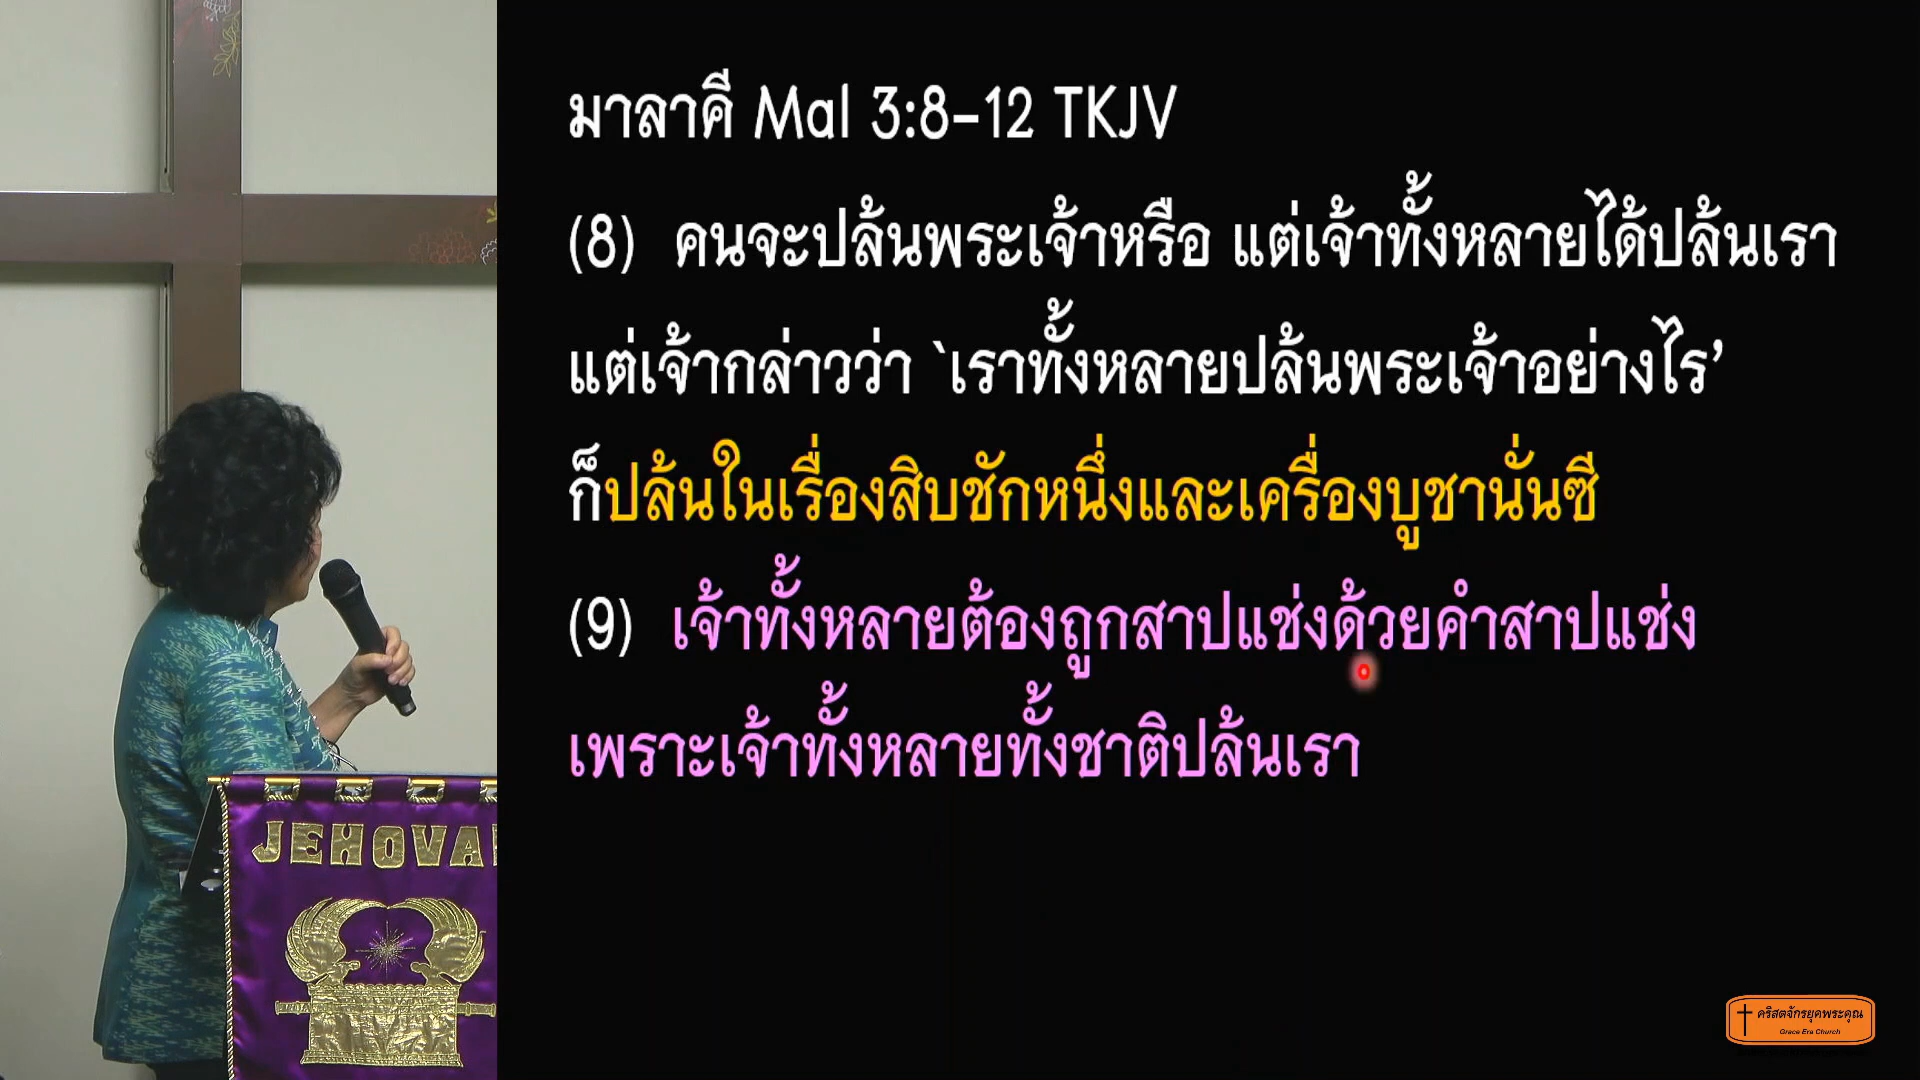 มาลาคี Mal 3:8-12 TKJV
(8) คนจะปล้นพระเจ้าหรือ แต่เจ้าทั้งหลายได้ปล้นเรา
แต่เจ้ากล่าวว่า `เราทั้งหลายปล้นพระเจ้าอย่างไร’
ก็ปล้นในเรื่องสิบชักหนึ่งและเครื่องบูชานั่นซี
(9) เจ้าทั้งหลายต้องถูกสาปแช่งด้วยคำสาปแช่ง
เพราะเจ้าทั้งหลายทั้งชาติปล้นเรา
JEHOVAH
คริสตจักรยุคพระคุณ
Grace Era Church